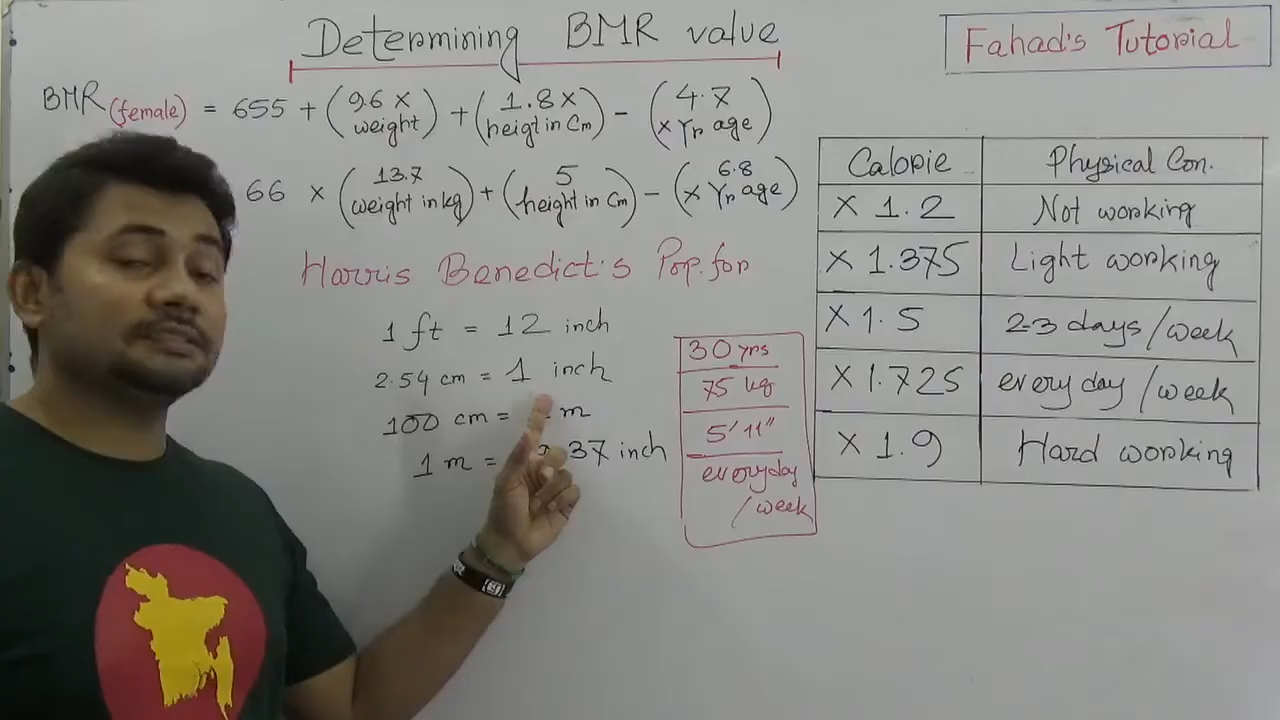 Determining BMR value
Fahad's Tutorial
BMR (female) = 655 + (9.6 × weight) + (1.8 × heigt in Cm) - (4.7 × Yr age)
66 × (13.7 weight in kg) + (5 height in Cm) - (6.8 × Yr age)
Harris Benedict's Pop. for
1 ft = 12 inch
2.54 cm = 1 inch
100 cm = m
1 m = 37 inch
30 yrs
75 kg
5' 11"
everyday
/week
Calorie Physical Con.
× 1.2 Not working
× 1.375 Light working
× 1.5 2-3 days/week
× 1.725 every day/week
× 1.9 Hard working